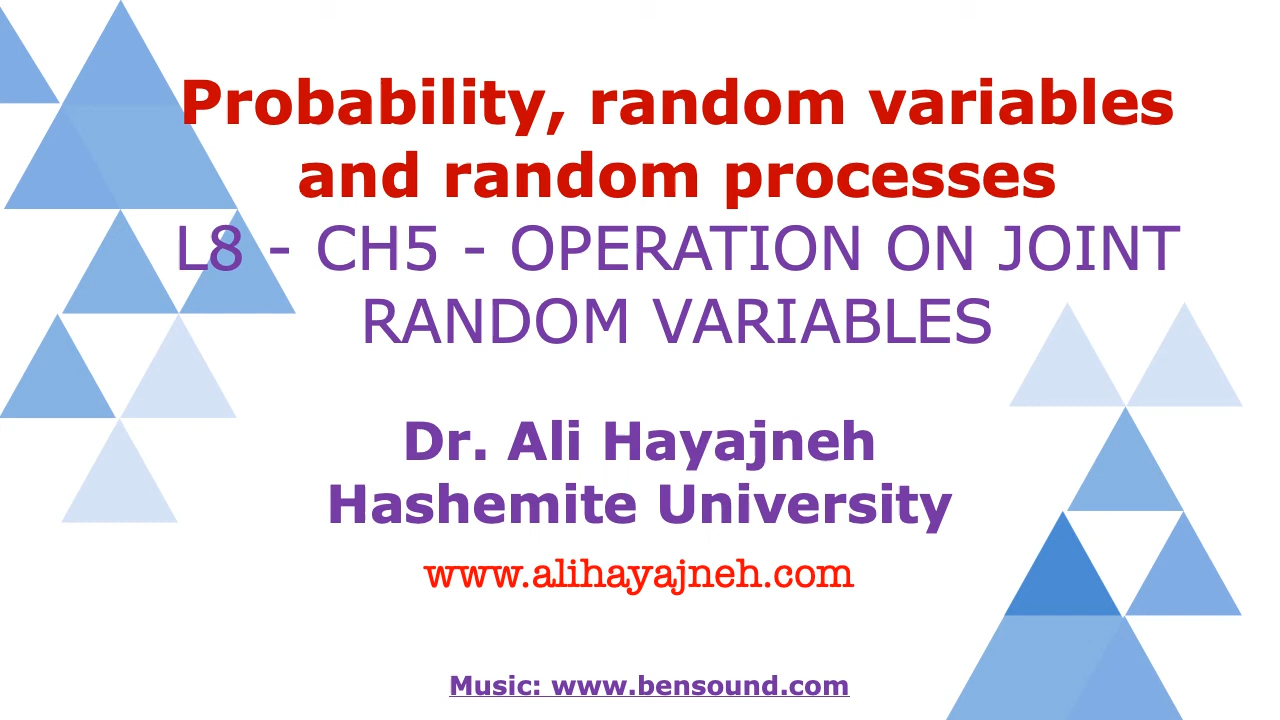 Probability, random variables
and random processes
L8 - CH5 - OPERATION ON JOINT
RANDOM VARIABLES
Dr. Ali Hayajneh
Hashemite University
www.alihayajneh.com
Music: www.bensound.com